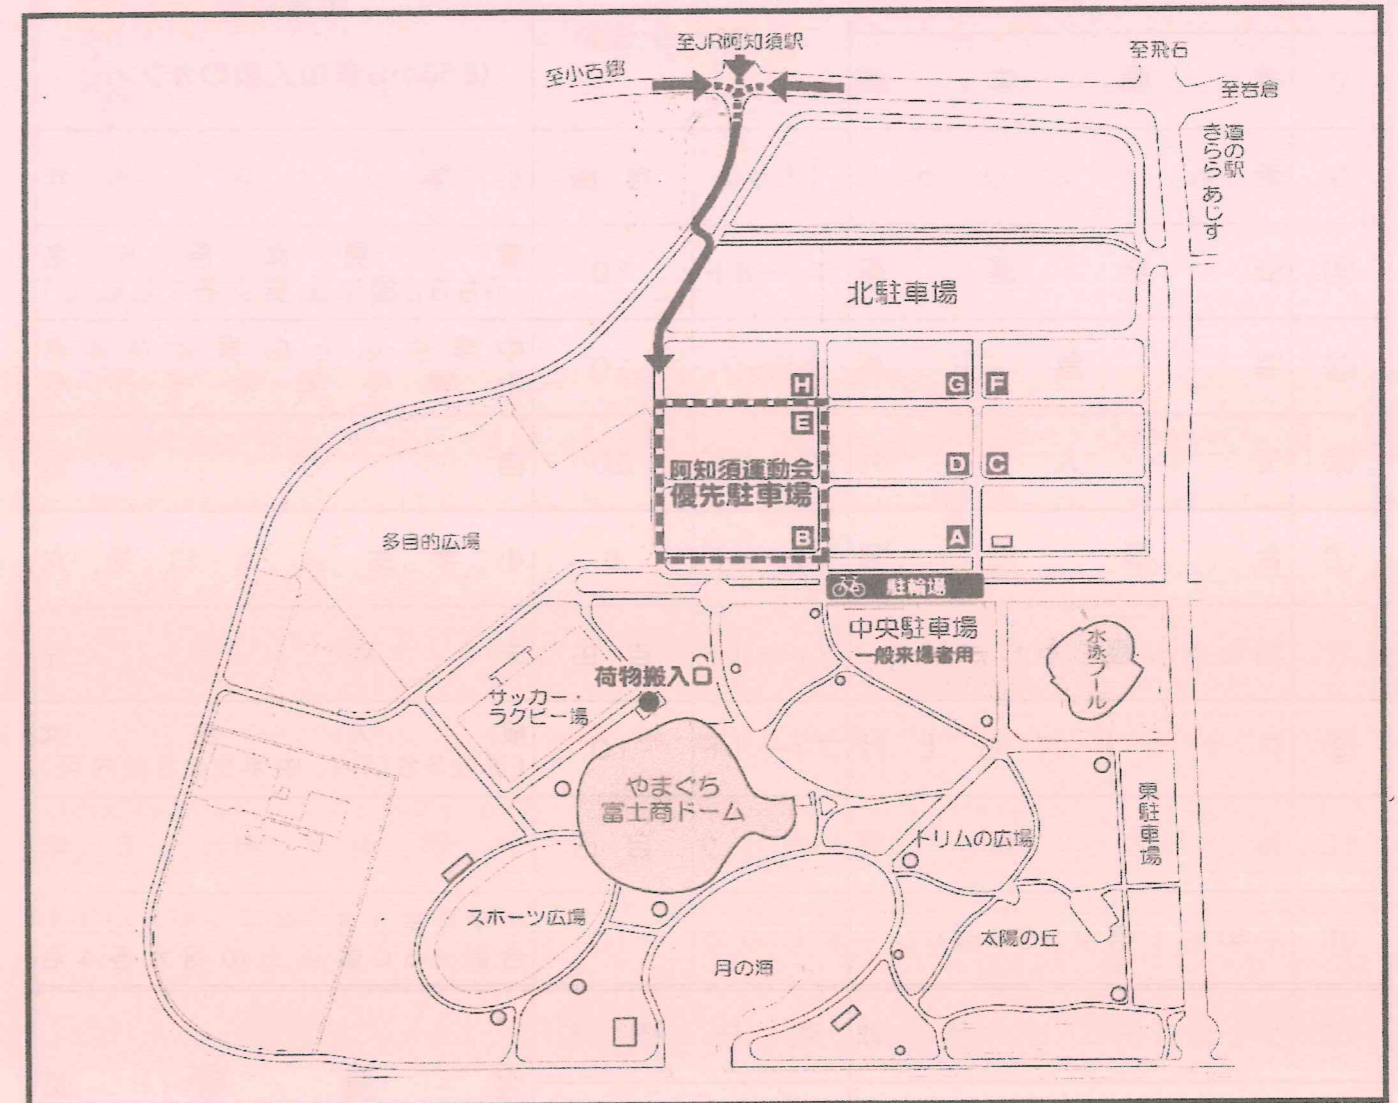 至JR阿知須駅
至小古郷
至飛石
至岩倉
道の駅
きらら あじす
北駐車場
H
G
F
E
D
C
阿知須運動会
優先駐車場
B
A
多目的広場
駐輪場
中央駐車場
一般来場者用
水泳プール
荷物搬入口
サッカー・
ラグビー場
やまぐち
富士商ドーム
東駐車場
トリムの広場
スポーツ広場
太陽の丘
月の海